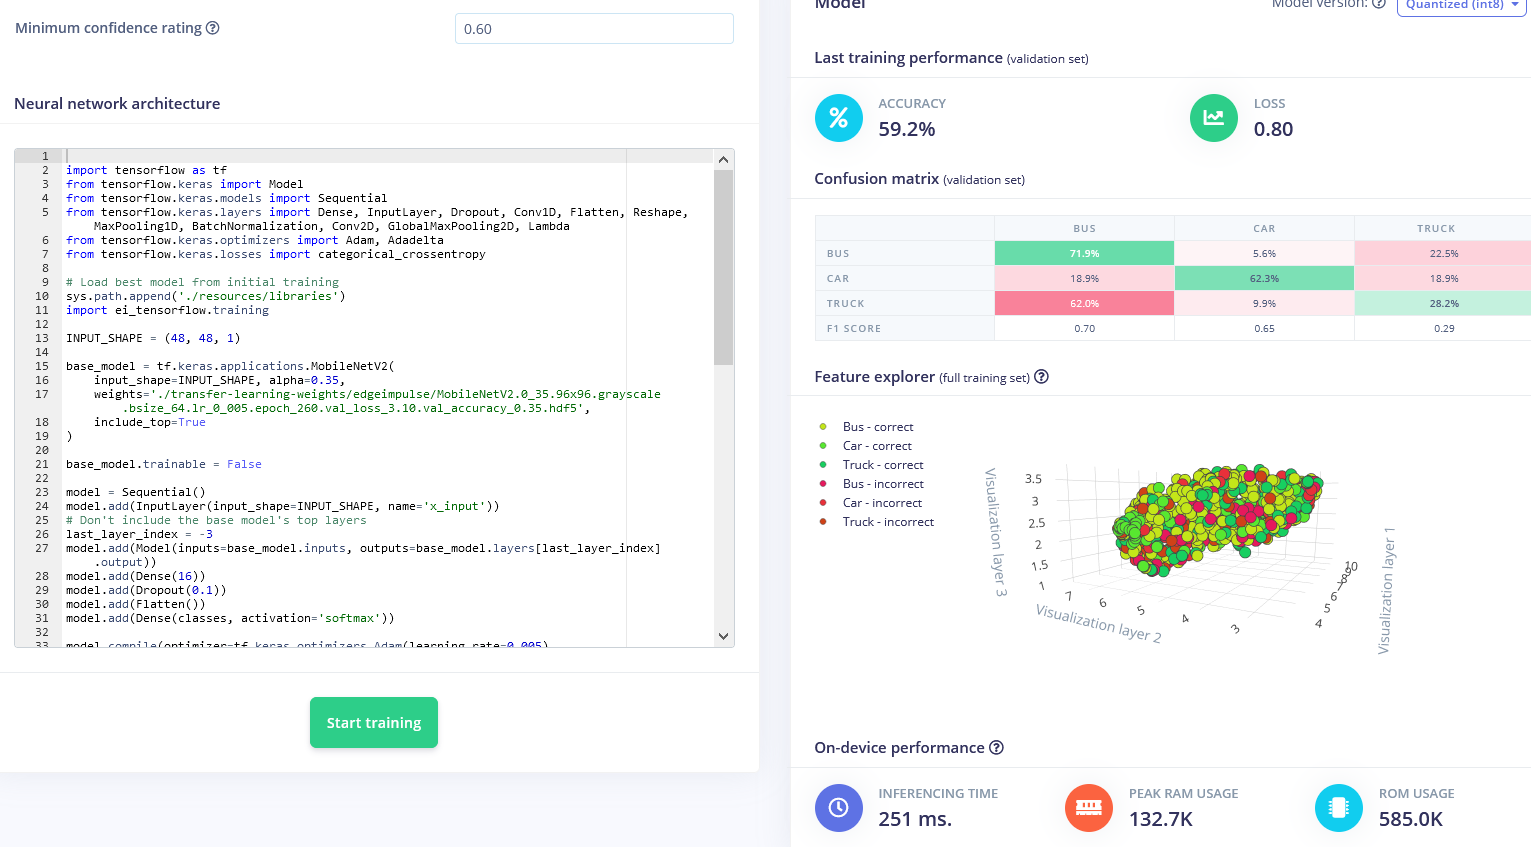 Minimum confidence rating
0.60
Neural network architecture
1
2 import tensorflow as tf
3 from tensorflow.keras import Model
4 from tensorflow.keras.models import Sequential
5 from tensorflow.keras.layers import Dense, InputLayer, Dropout, Conv1D, Flatten, Reshape,
MaxPooling1D, BatchNormalization, Conv2D, GlobalMaxPooling2D, Lambda
6 from tensorflow.keras.optimizers import Adam, Adadelta
7 from tensorflow.keras.losses import categorical_crossentropy
8
9 # Load best model from initial training
10 sys.path.append('./resources/libraries')
11 import ei_tensorflow.training
12
13 INPUT_SHAPE = (48, 48, 1)
14
15 base_model = tf.keras.applications.MobileNetV2(
16 input_shape=INPUT_SHAPE, alpha=0.35,
17 weights='./transfer-learning-weights/edgeimpulse/MobileNetV2.0_35.96x96.grayscale
.bsize_64.lr_0_005.epoch_260.val_loss_3.10.val_accuracy_0.35.hdf5',
18 include_top=True
19 )
20
21 base_model.trainable = False
22
23 model = Sequential()
24 model.add(InputLayer(input_shape=INPUT_SHAPE, name='x_input'))
25 # Don't include the base model's top layers
26 last_layer_index = -3
27 model.add(Model(inputs=base_model.inputs, outputs=base_model.layers[last_layer_index]
.output))
28 model.add(Dense(16))
29 model.add(Dropout(0.1))
30 model.add(Flatten())
31 model.add(Dense(classes, activation='softmax'))
32
33 model.compile(optimizer=tf.keras.optimizers.Adam(learning_rate=0.005)
Start training
Model
Model version:
Quantized (int8)
Last training performance (validation set)
%
ACCURACY
59.2%
LOSS
0.80
Confusion matrix (validation set)
BUS CAR TRUCK
BUS 71.9% 5.6% 22.5%
CAR 18.9% 62.3% 18.9%
TRUCK 62.0% 9.9% 28.2%
F1 SCORE 0.70 0.65 0.29
Feature explorer (full training set)
Bus - correct
Car - correct
Truck - correct
Bus - incorrect
Car - incorrect
Truck - incorrect
Visualization layer 3
3.5
3
2.5
2
1.5
1
7
6
5
4
3
Visualization layer 2
10
9
8
7
6
5
4
Visualization layer 1
On-device performance
INFERENCING TIME
251 ms.
PEAK RAM USAGE
132.7K
ROM USAGE
585.0K